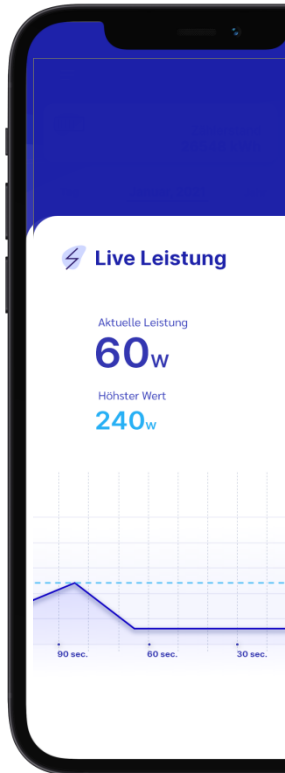 Live Leistung
Aktuelle Leistung
60w
Höhster Wert
240w
90 sec. 60 sec. 30 sec.